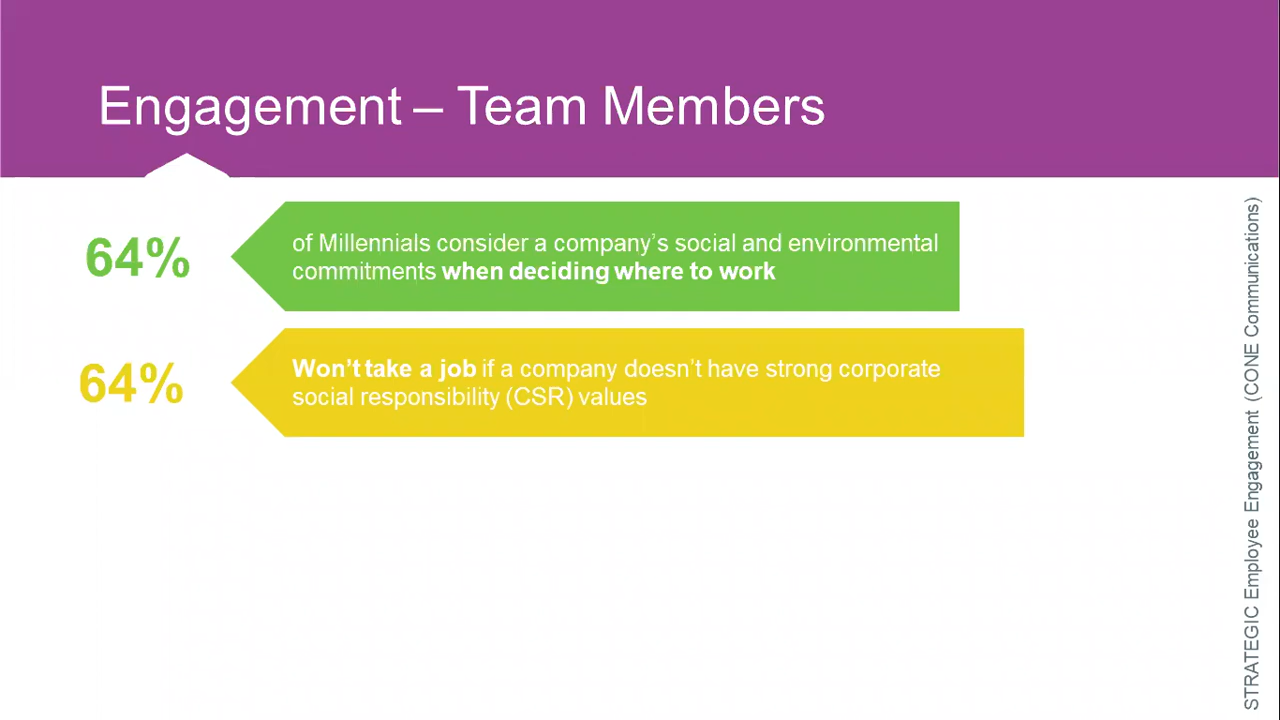 Engagement – Team Members
64%
of Millennials consider a company's social and environmental
commitments when deciding where to work
64%
Won't take a job if a company doesn't have strong corporate
social responsibility (CSR) values
STRATEGIC Employee Engagement (CONE Communications)